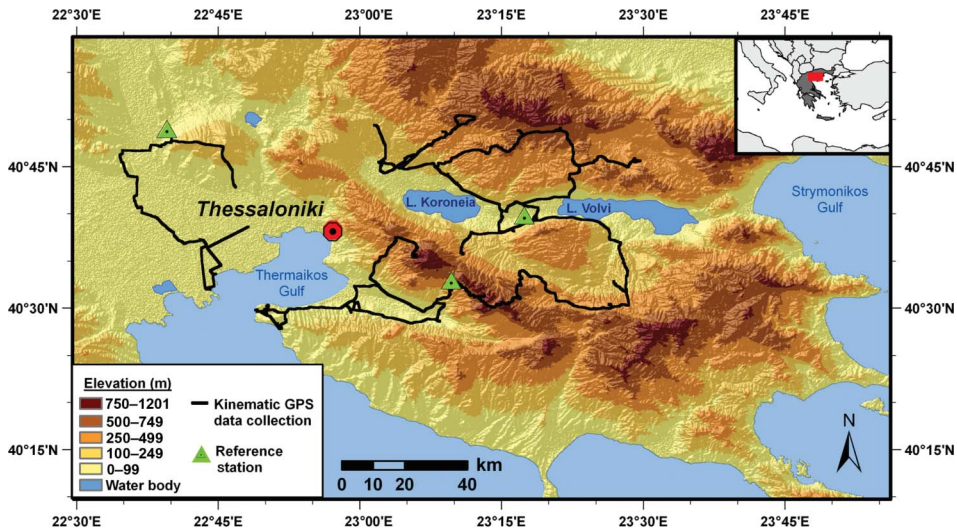 22°30'E
22°45'E
23°00'E
23°15'E
23°30'E
23°45'E
40°45'N
40°45'N
L. Koroneia
L. Volvi
Strymonikos
Gulf
Thessaloniki
Thermaikos
Gulf
40°30'N
40°30'N
Elevation (m)
750–1201
500–749
250–499
100–249
0–99
Water body
Kinematic GPS
data collection
Reference
station
km
0 10 20 40
N
40°15'N
40°15'N
22°30'E
22°45'E
23°00'E
23°15'E
23°30'E
23°45'E